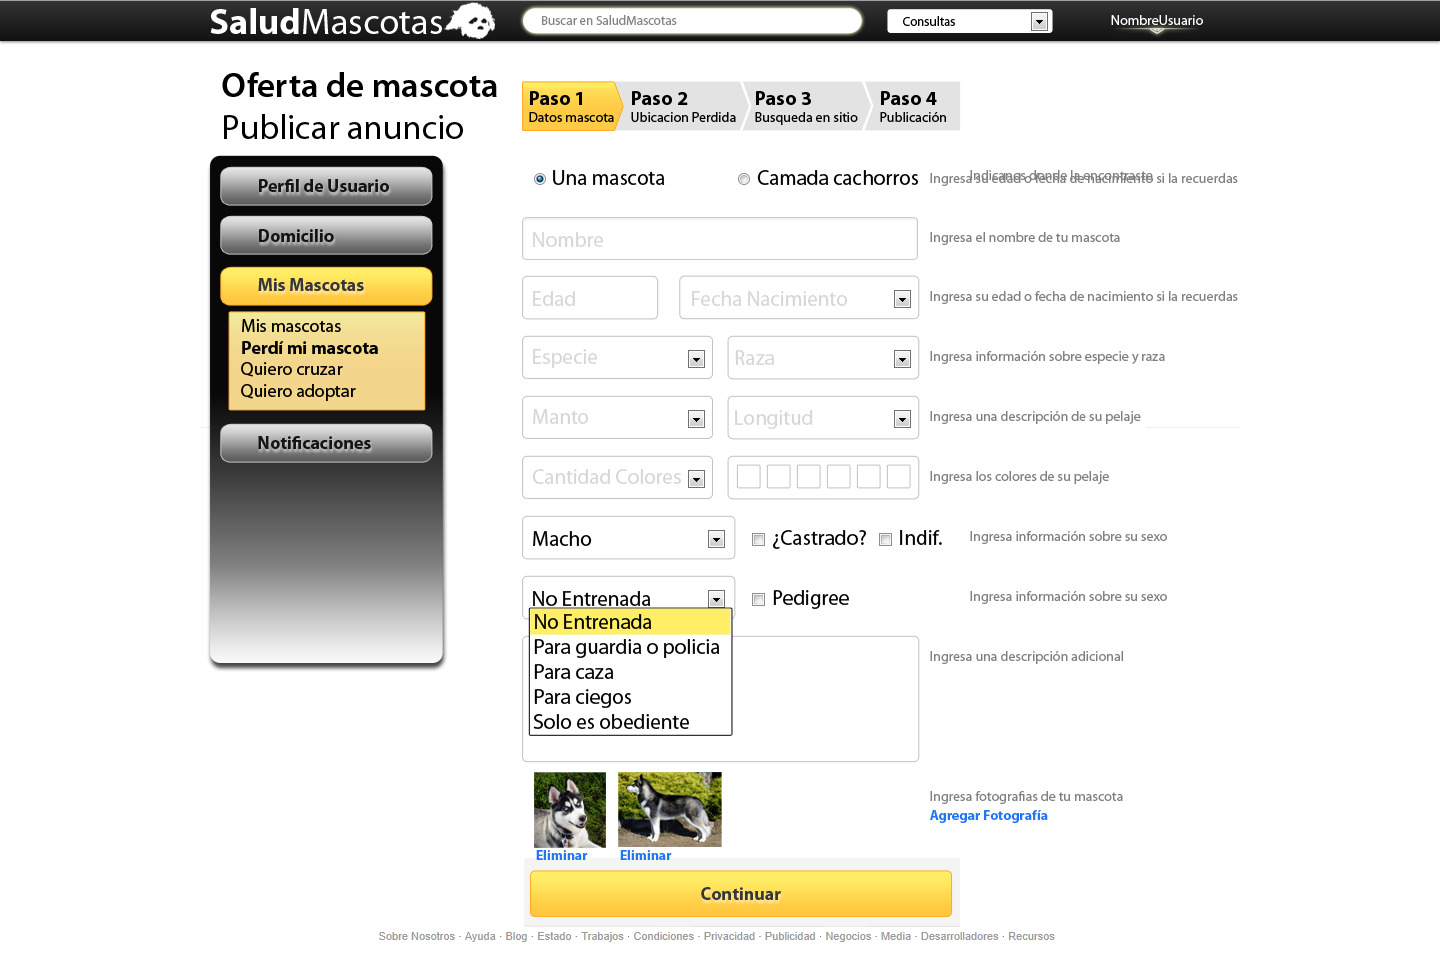 SaludMascotas
Buscar en SaludMascotas
Consultas
NombreUsuario
Oferta de mascota
Publicar anuncio
Paso 1
Datos mascota
Paso 2
Ubicacion Perdida
Paso 3
Busqueda en sitio
Paso 4
Publicación
Perfil de Usuario
Domicilio
Mis Mascotas
Mis mascotas
Perdí mi mascota
Quiero cruzar
Quiero adoptar
Notificaciones
Una mascota
Camada cachorros
Ingresa su edad o fecha de nacimiento si la recuerdas
Indicanos donde la encontraste
Nombre
Ingresa el nombre de tu mascota
Edad
Fecha Nacimiento
Ingresa su edad o fecha de nacimiento si la recuerdas
Especie
Raza
Ingresa información sobre especie y raza
Manto
Longitud
Ingresa una descripción de su pelaje
Cantidad Colores
Ingresa los colores de su pelaje
Macho
¿Castrado?
Indif.
Ingresa información sobre su sexo
No Entrenada
Pedigree
Ingresa información sobre su sexo
No Entrenada
Para guardia o policia
Para caza
Para ciegos
Solo es obediente
Ingresa una descripción adicional
Ingresa fotografias de tu mascota
Agregar Fotografía
Eliminar
Eliminar
Continuar
Sobre Nosotros · Ayuda · Blog · Estado · Trabajos · Condiciones · Privacidad · Publicidad · Negocios · Media · Desarrolladores · Recursos